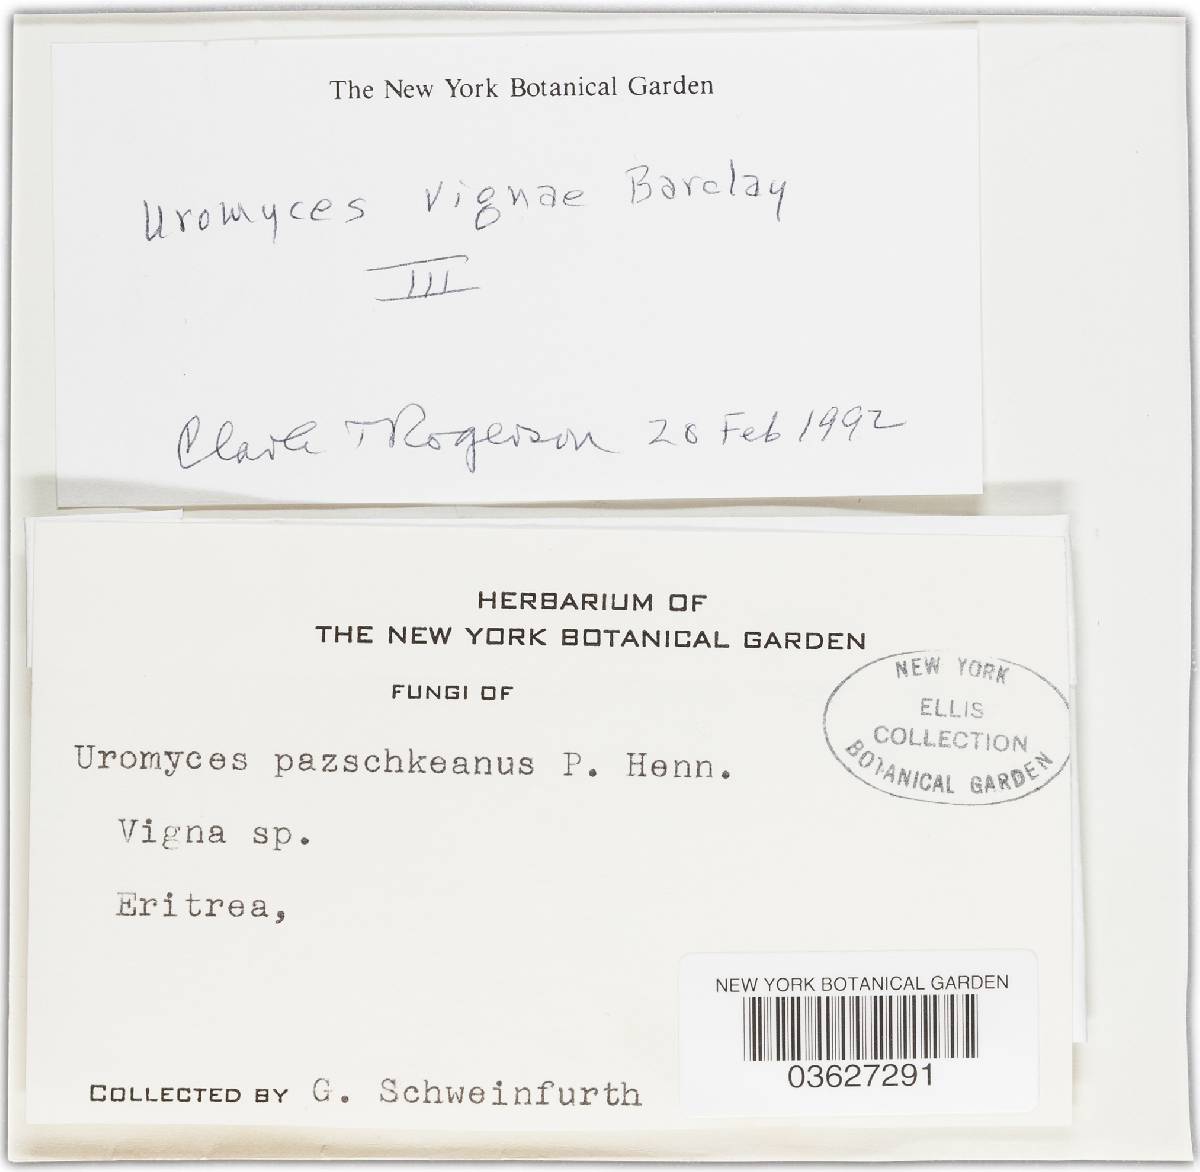 The New York Botanical Garden
Uromyces vignae Barclay
III
Clark T Rogerson 28 Feb 1992
HERBARIUM OF
THE NEW YORK BOTANICAL GARDEN
FUNGI OF
Uromyces pazschkeanus P. Henn.
Vigna sp.
Eritrea,
NEW YORK
ELLIS
COLLECTION
BOTANICAL GARDEN
NEW YORK BOTANICAL GARDEN
03627291
COLLECTED BY G. Schweinfurth